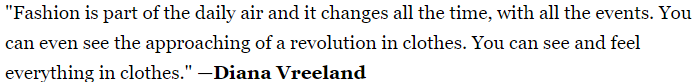 "Fashion is part of the daily air and it changes all the time, with all the events. You
can even see the approaching of a revolution in clothes. You can see and feel
everything in clothes." —Diana Vreeland